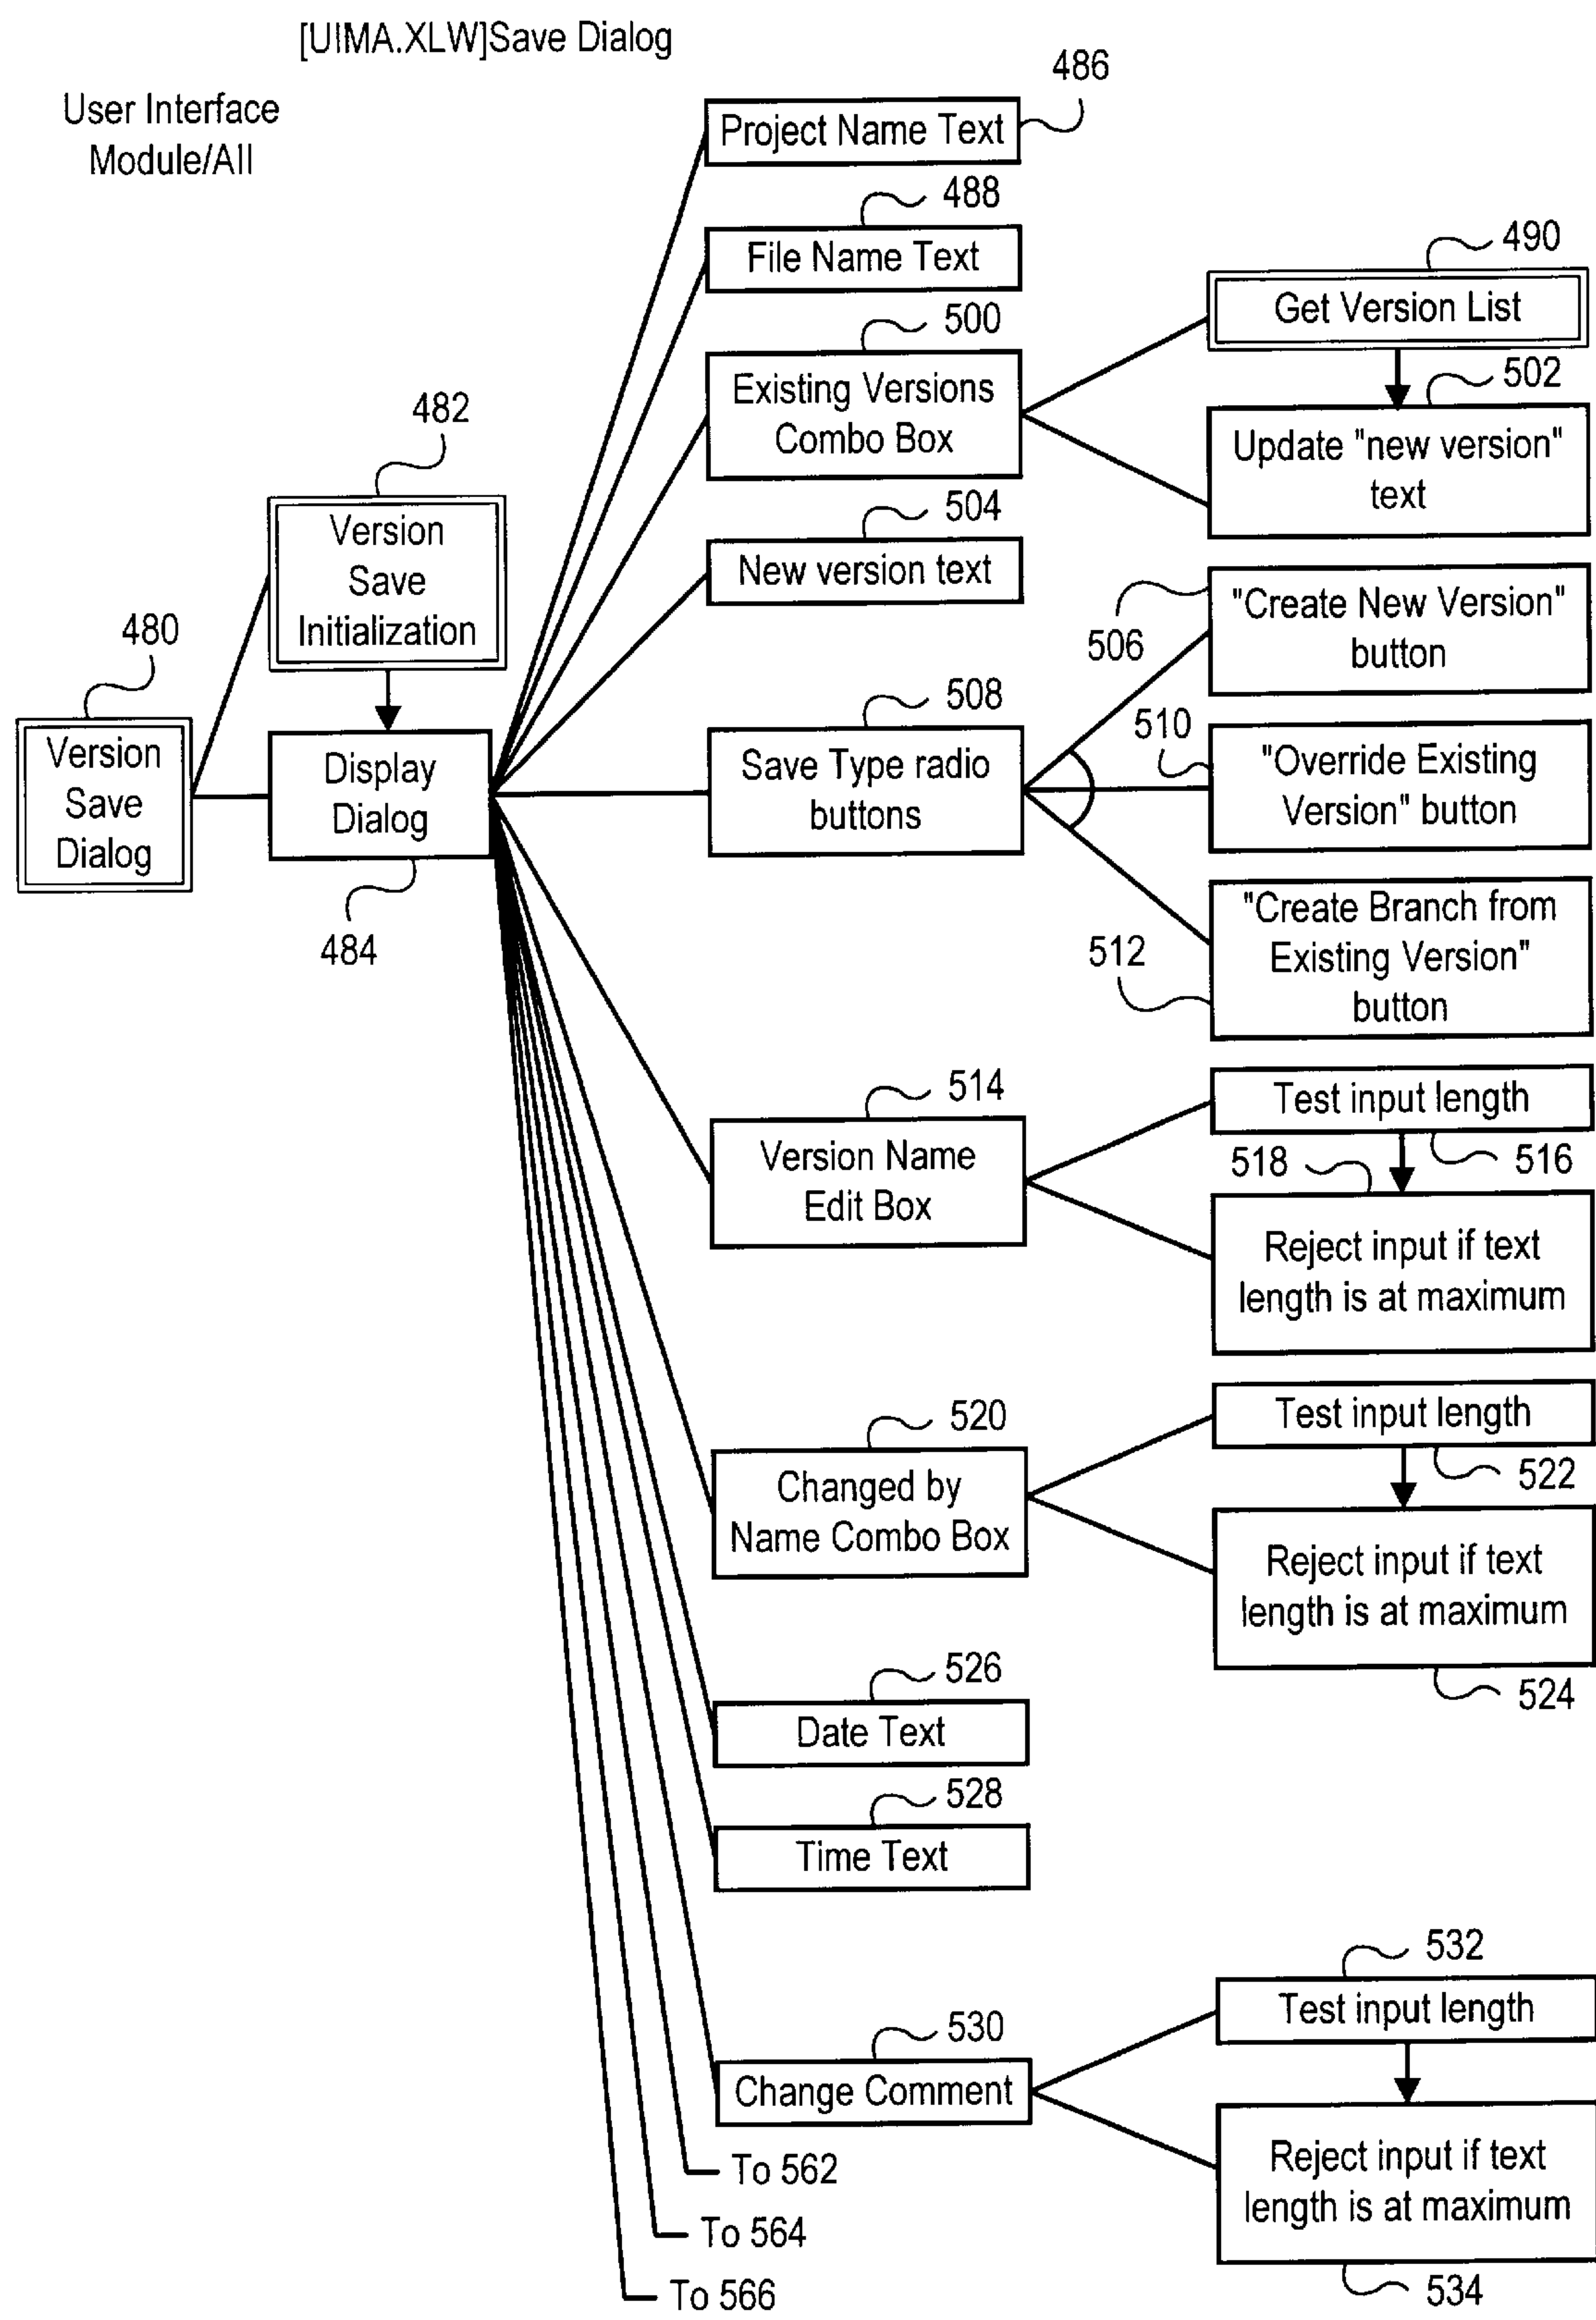 [UIMA.XLW]Save Dialog
User Interface
Module/All
486
Project Name Text
488
File Name Text
490
Get Version List
500
Existing Versions
Combo Box
502
Update "new version"
text
482
Version
Save
Initialization
504
New version text
506
"Create New Version"
button
480
Version
Save
Dialog
Display
Dialog
484
508
Save Type radio
buttons
510
"Override Existing
Version" button
512
"Create Branch from
Existing Version"
button
514
Version Name
Edit Box
Test input length
516
518
Reject input if text
length is at maximum
520
Changed by
Name Combo Box
Test input length
522
Reject input if text
length is at maximum
524
526
Date Text
528
Time Text
530
Change Comment
532
Test input length
Reject input if text
length is at maximum
534
To 562
To 564
To 566